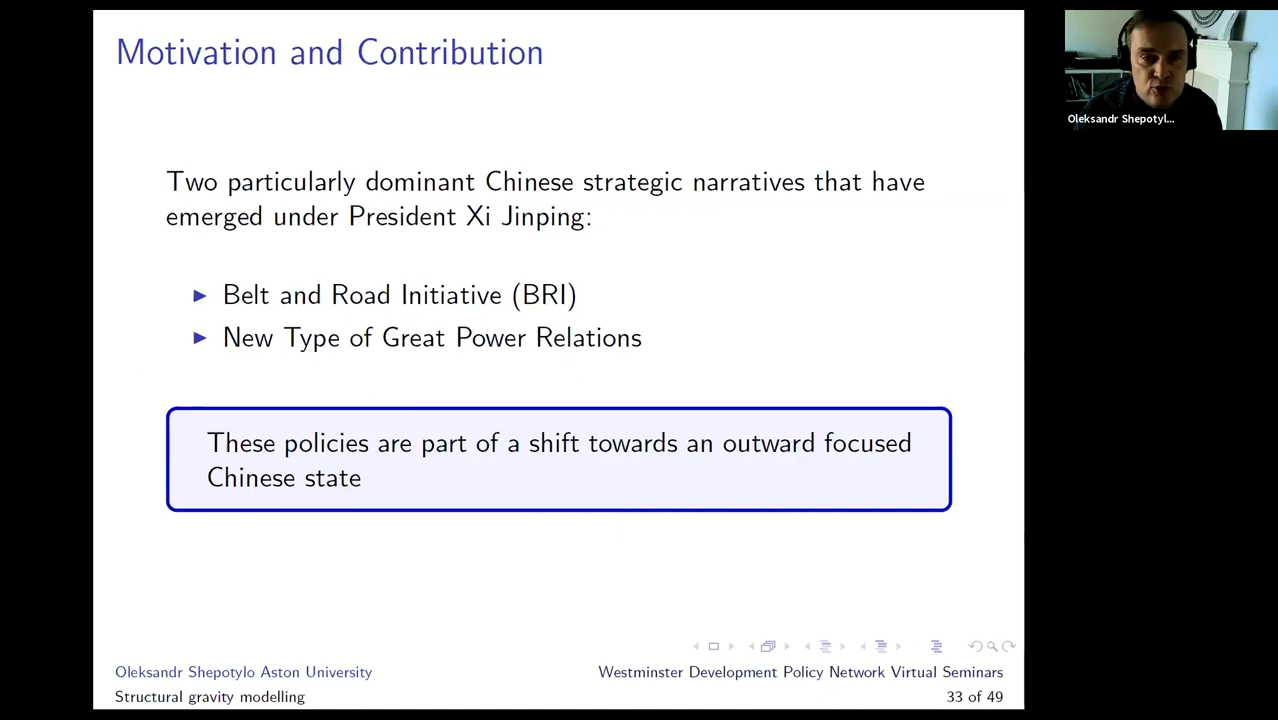 Motivation and Contribution
Oleksandr Shepotyl...
Two particularly dominant Chinese strategic narratives that have
emerged under President Xi Jinping:
Belt and Road Initiative (BRI)
New Type of Great Power Relations
These policies are part of a shift towards an outward focused
Chinese state
Oleksandr Shepotylo Aston University
Westminster Development Policy Network Virtual Seminars
Structural gravity modelling
33 of 49